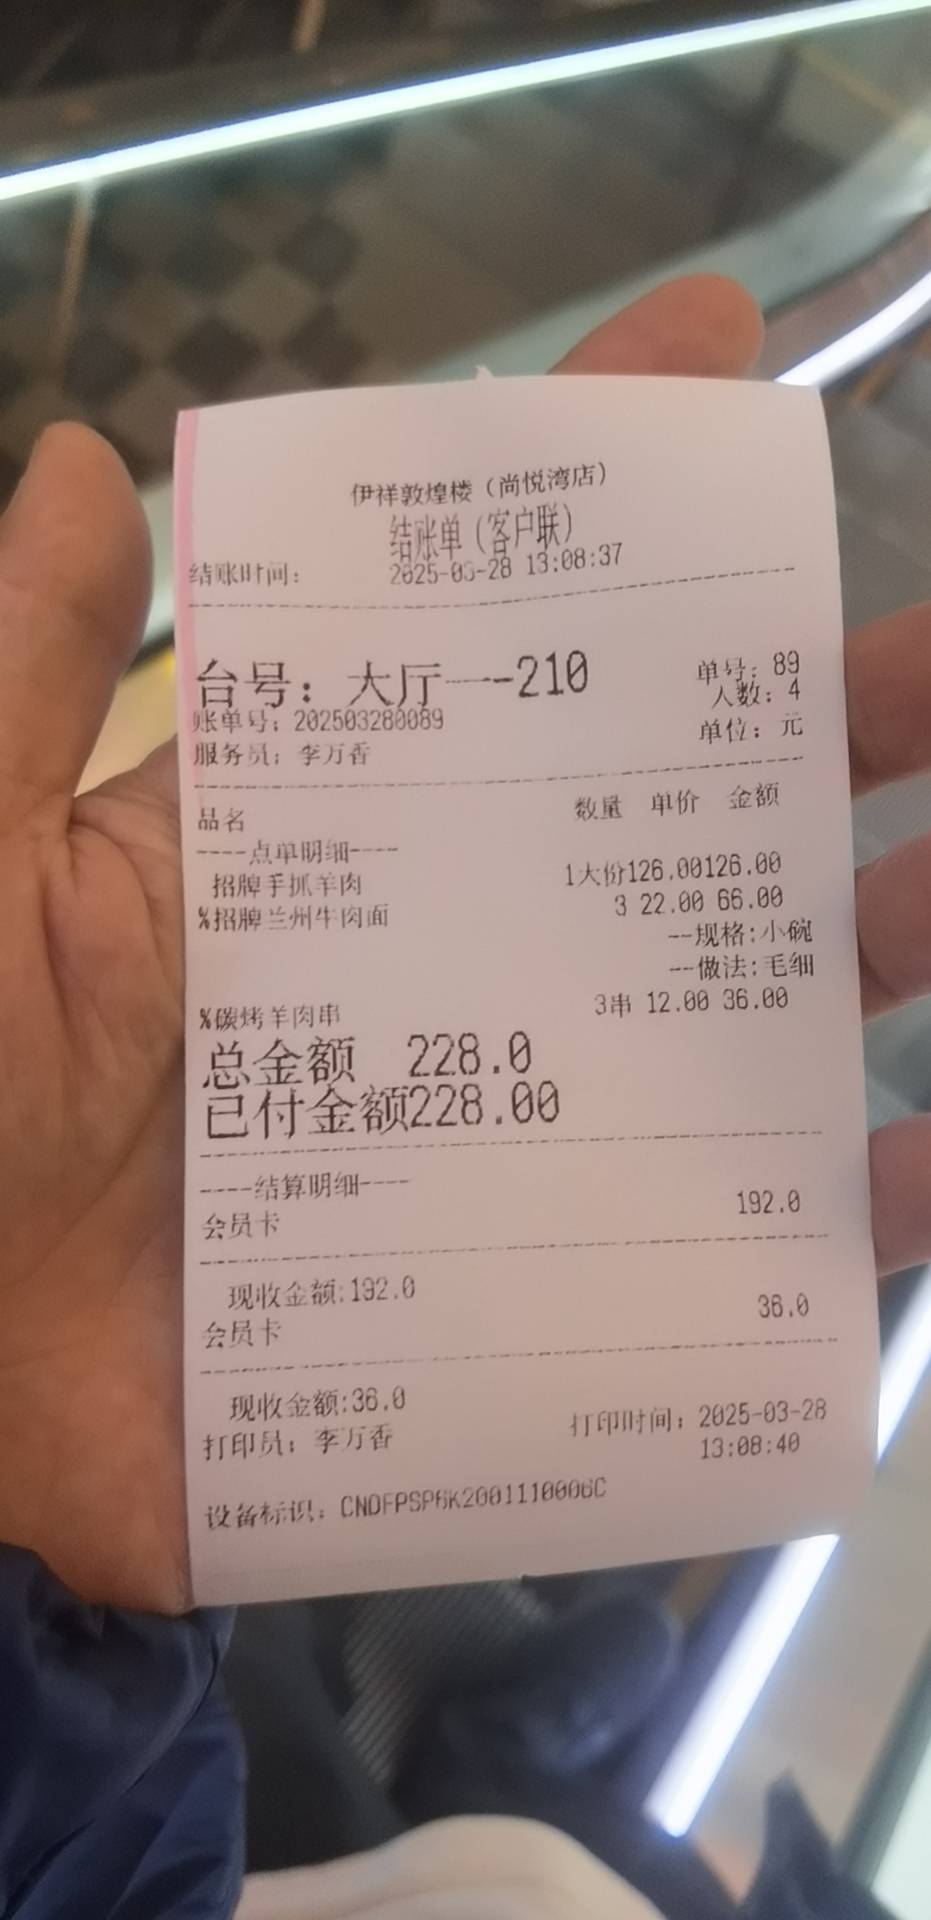 伊祥敦煌楼（尚悦湾店）
结账单（客户联）
结账时间： 2025-03-28 13:08:37
台号：大厅——210
单号：89
人数：4
账单号：202503280089
单位：元
服务员：李万香
品名 数量 单价 金额
----点单明细----
招牌手抓羊肉 1大份126.00126.00
%招牌兰州牛肉面 3 22.00 66.00
--规格:小碗
--做法:毛细
%碳烤羊肉串 3串 12.00 36.00
总金额 228.0
已付金额228.00
----结算明细----
会员卡 192.0
现收金额:192.0
会员卡 36.0
现收金额:36.0
打印员：李万香 打印时间：2025-03-28
13:08:40
设备标识：